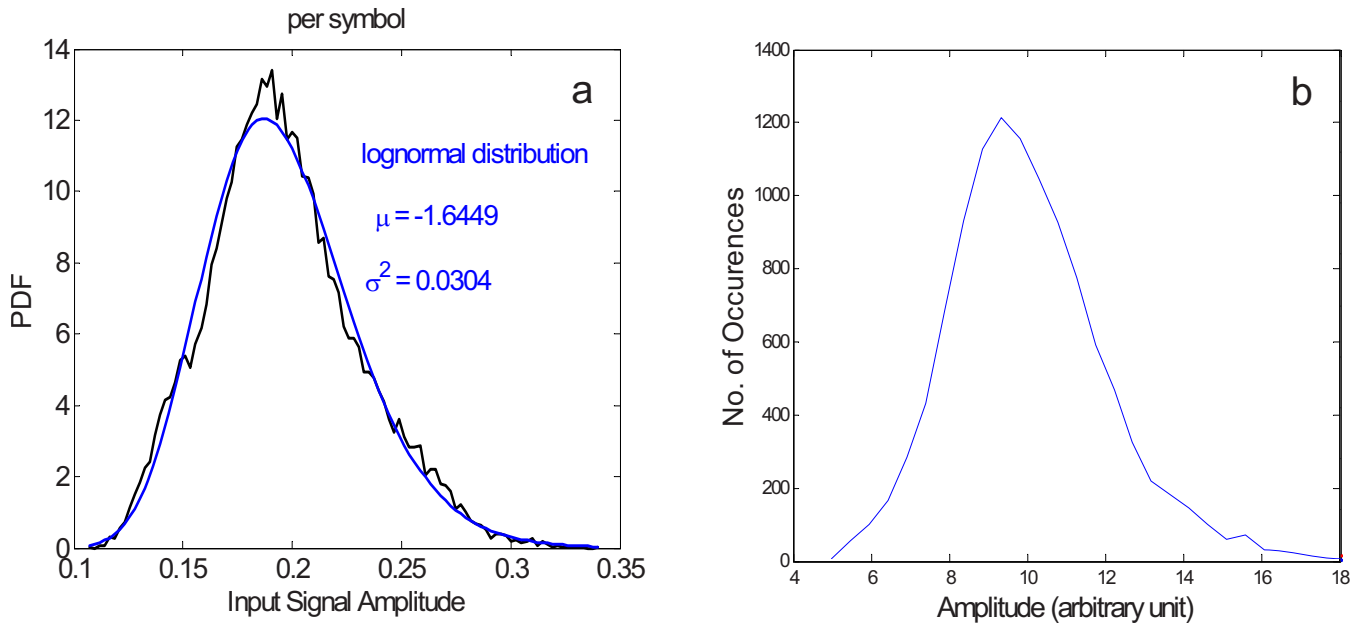 per symbol
a
14
12
10
8
6
4
2
0
PDF
lognormal distribution
μ = -1.6449
σ² = 0.0304
0.1 0.15 0.2 0.25 0.3 0.35
Input Signal Amplitude
b
1400
1200
1000
800
600
400
200
0
No. of Occurences
4 6 8 10 12 14 16 18
Amplitude (arbitrary unit)